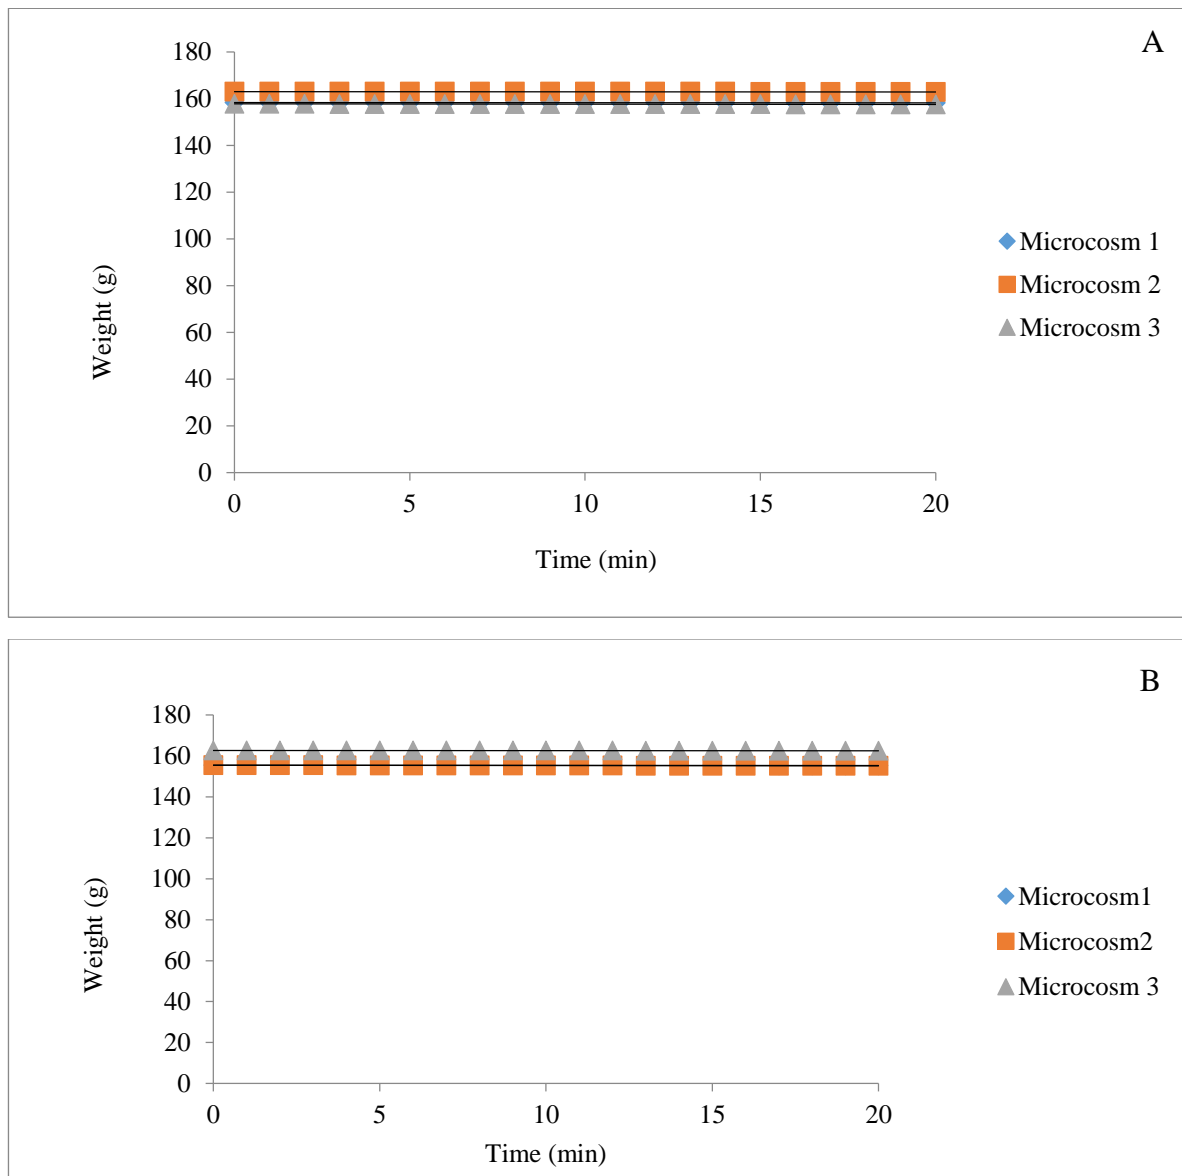 A
180
160
140
120
100
80
60
40
20
0
Weight (g)
0 5 10 15 20
Time (min)
Microcosm 1
Microcosm 2
Microcosm 3
B
180
160
140
120
100
80
60
40
20
0
Weight (g)
0 5 10 15 20
Time (min)
Microcosm1
Microcosm2
Microcosm 3